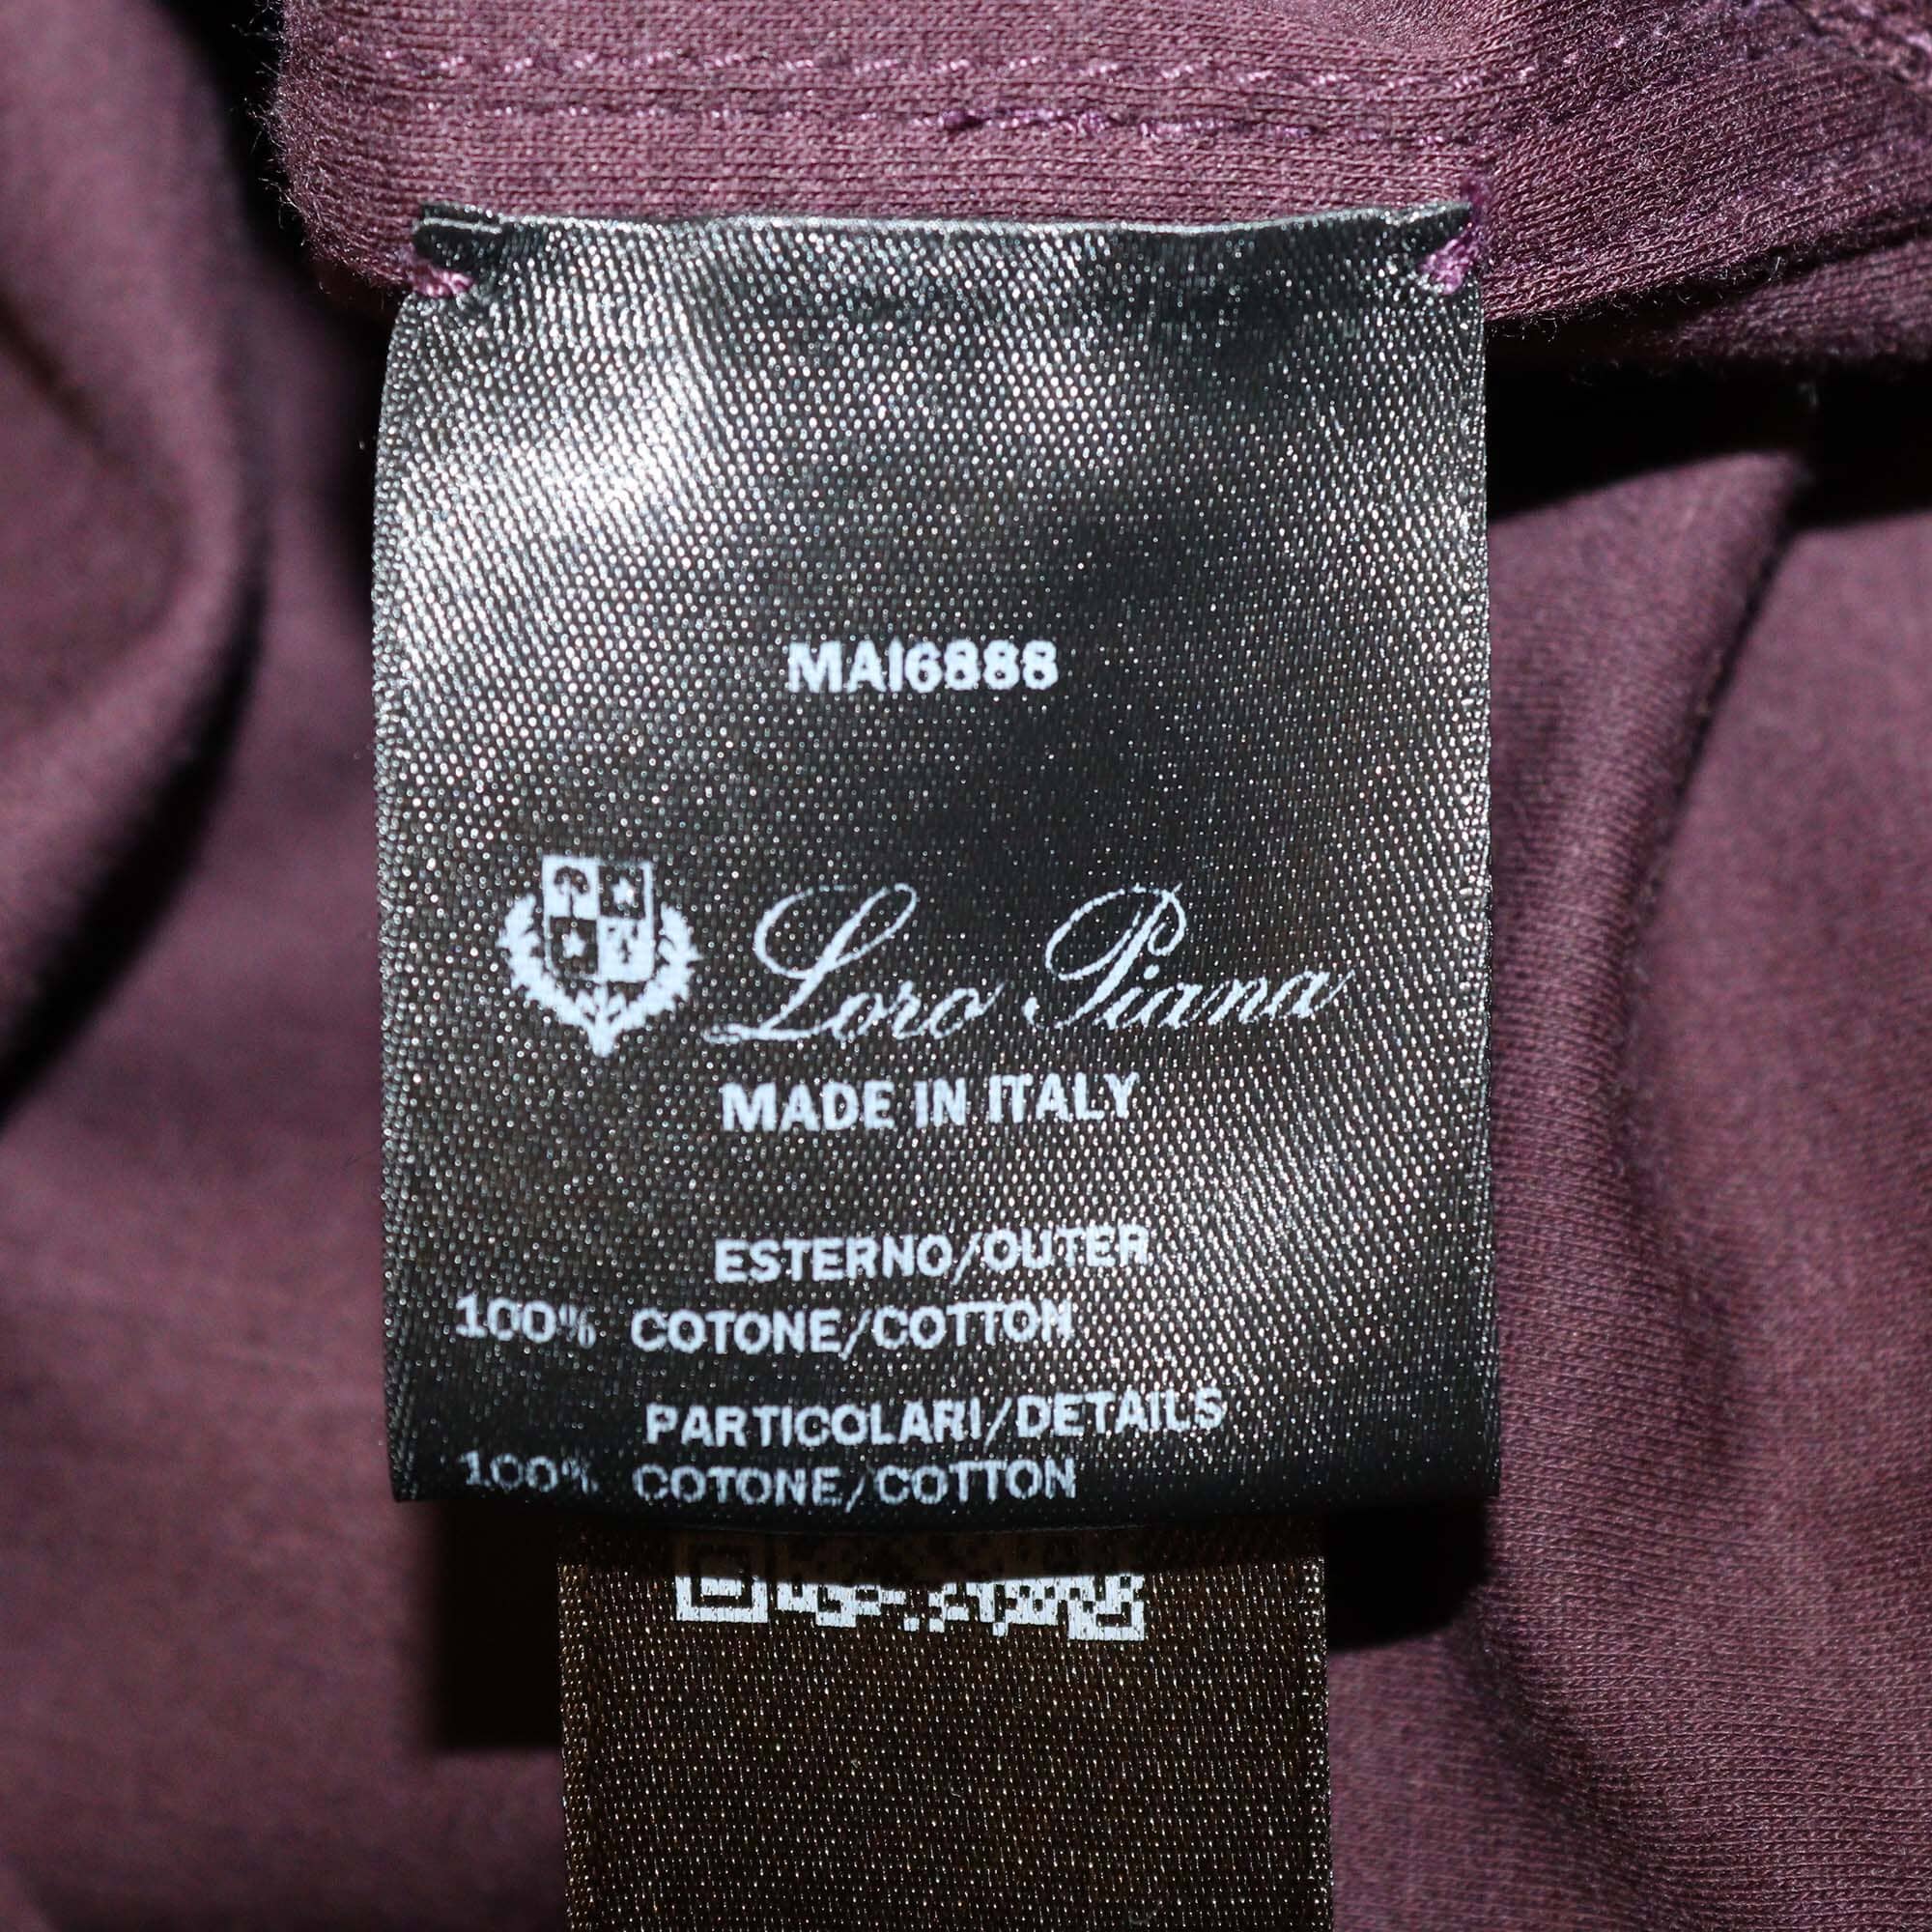 MAI6888
Loro Piana
MADE IN ITALY
ESTERNO/OUTER
100% COTONE/COTTON
PARTICOLARI/DETAILS
100% COTONE/COTTON